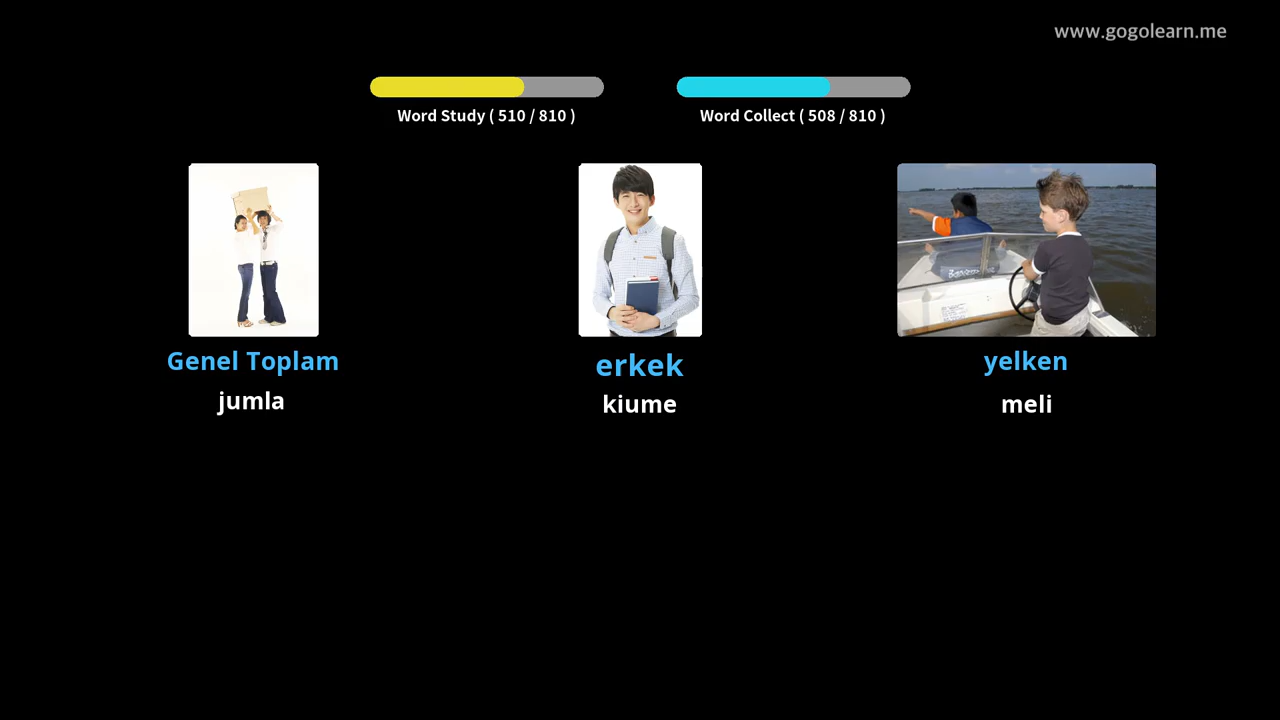 www.gogolearn.me
Word Study ( 510 / 810 )
Word Collect ( 508 / 810 )
Genel Toplam
jumla
erkek
kiume
yelken
meli